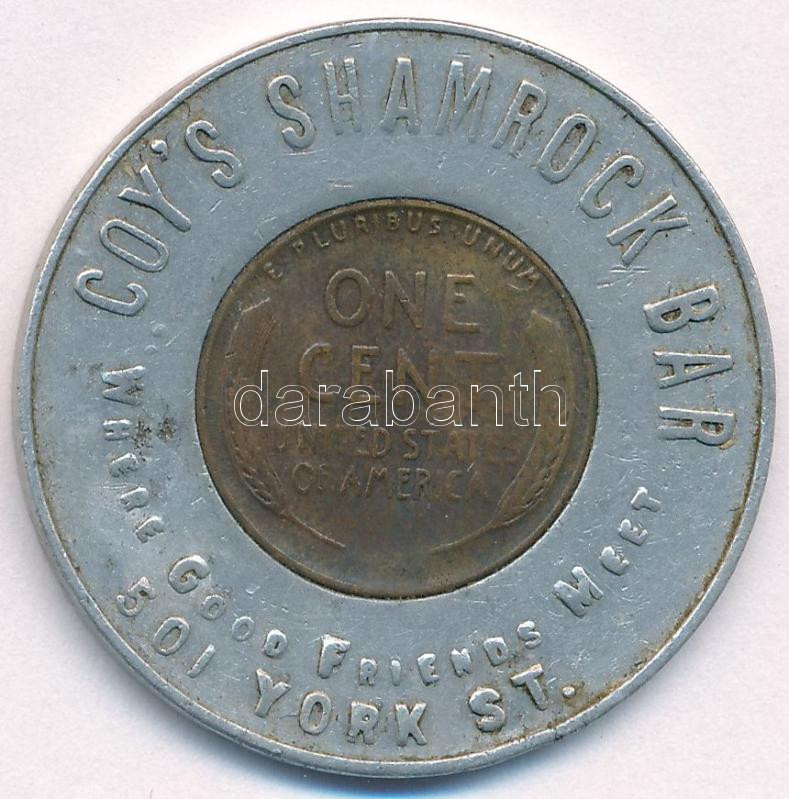 COY'S SHAMROCK BAR
WHERE GOOD FRIENDS MEET
501 YORK ST.
E·PLURIBUS·UNUM
ONE
CENT
UNITED STATES
OF AMERICA
darabanth